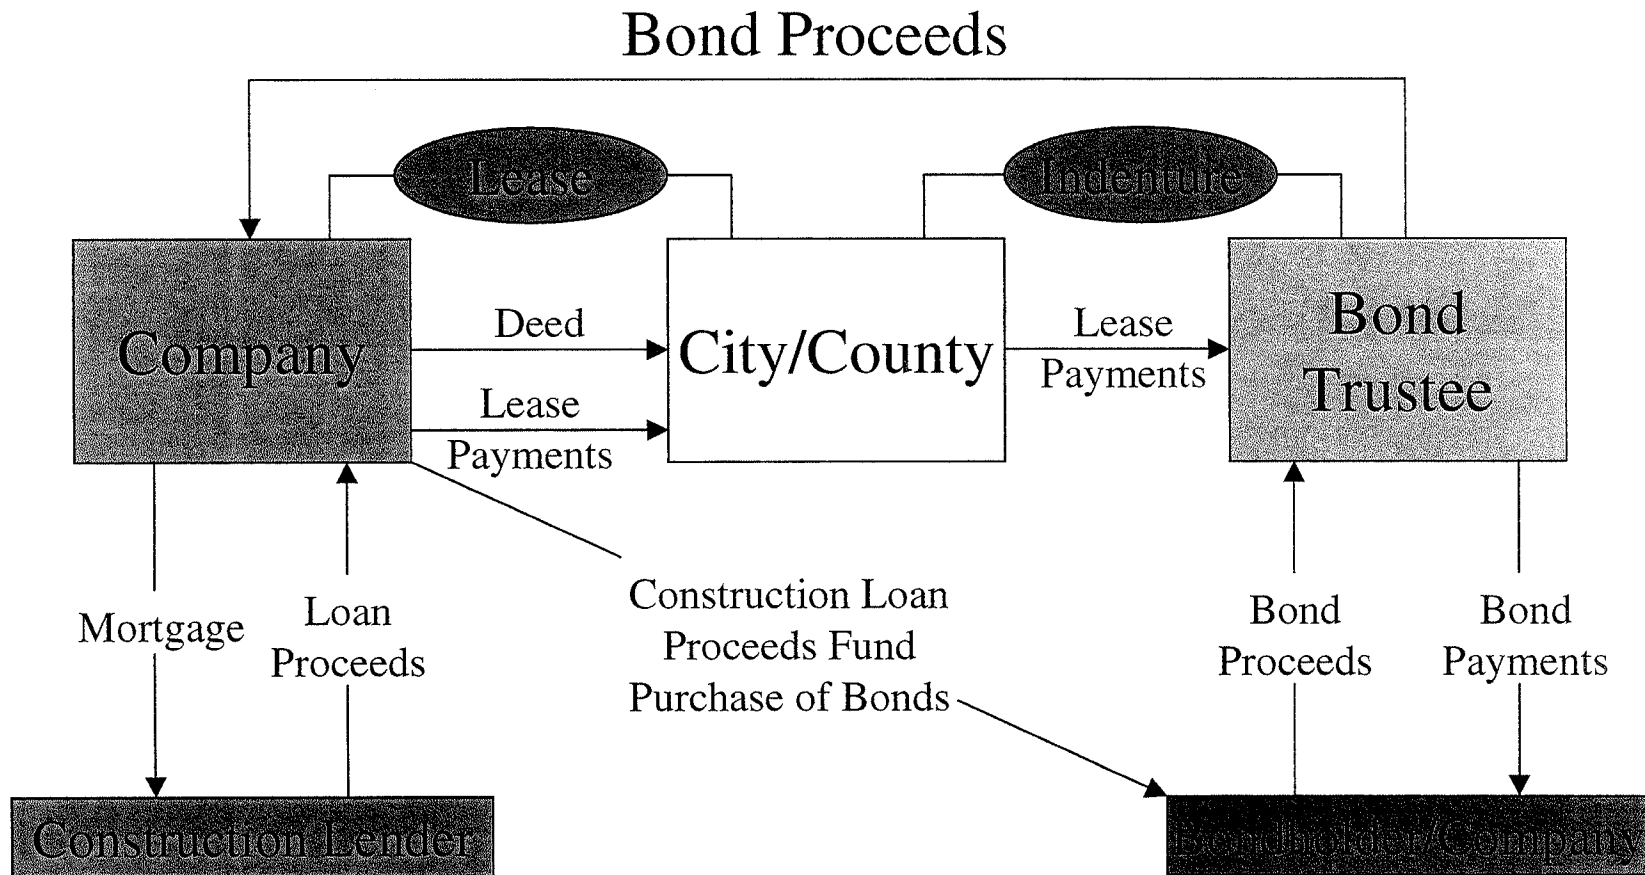 Bond Proceeds
Lease
Indenture
Company
Deed
Lease
Payments
City/County
Lease
Payments
Bond
Trustee
Mortgage
Loan
Proceeds
Construction Loan
Proceeds Fund
Purchase of Bonds
Bond
Proceeds
Bond
Payments
Construction Lender
Bondholder/Company